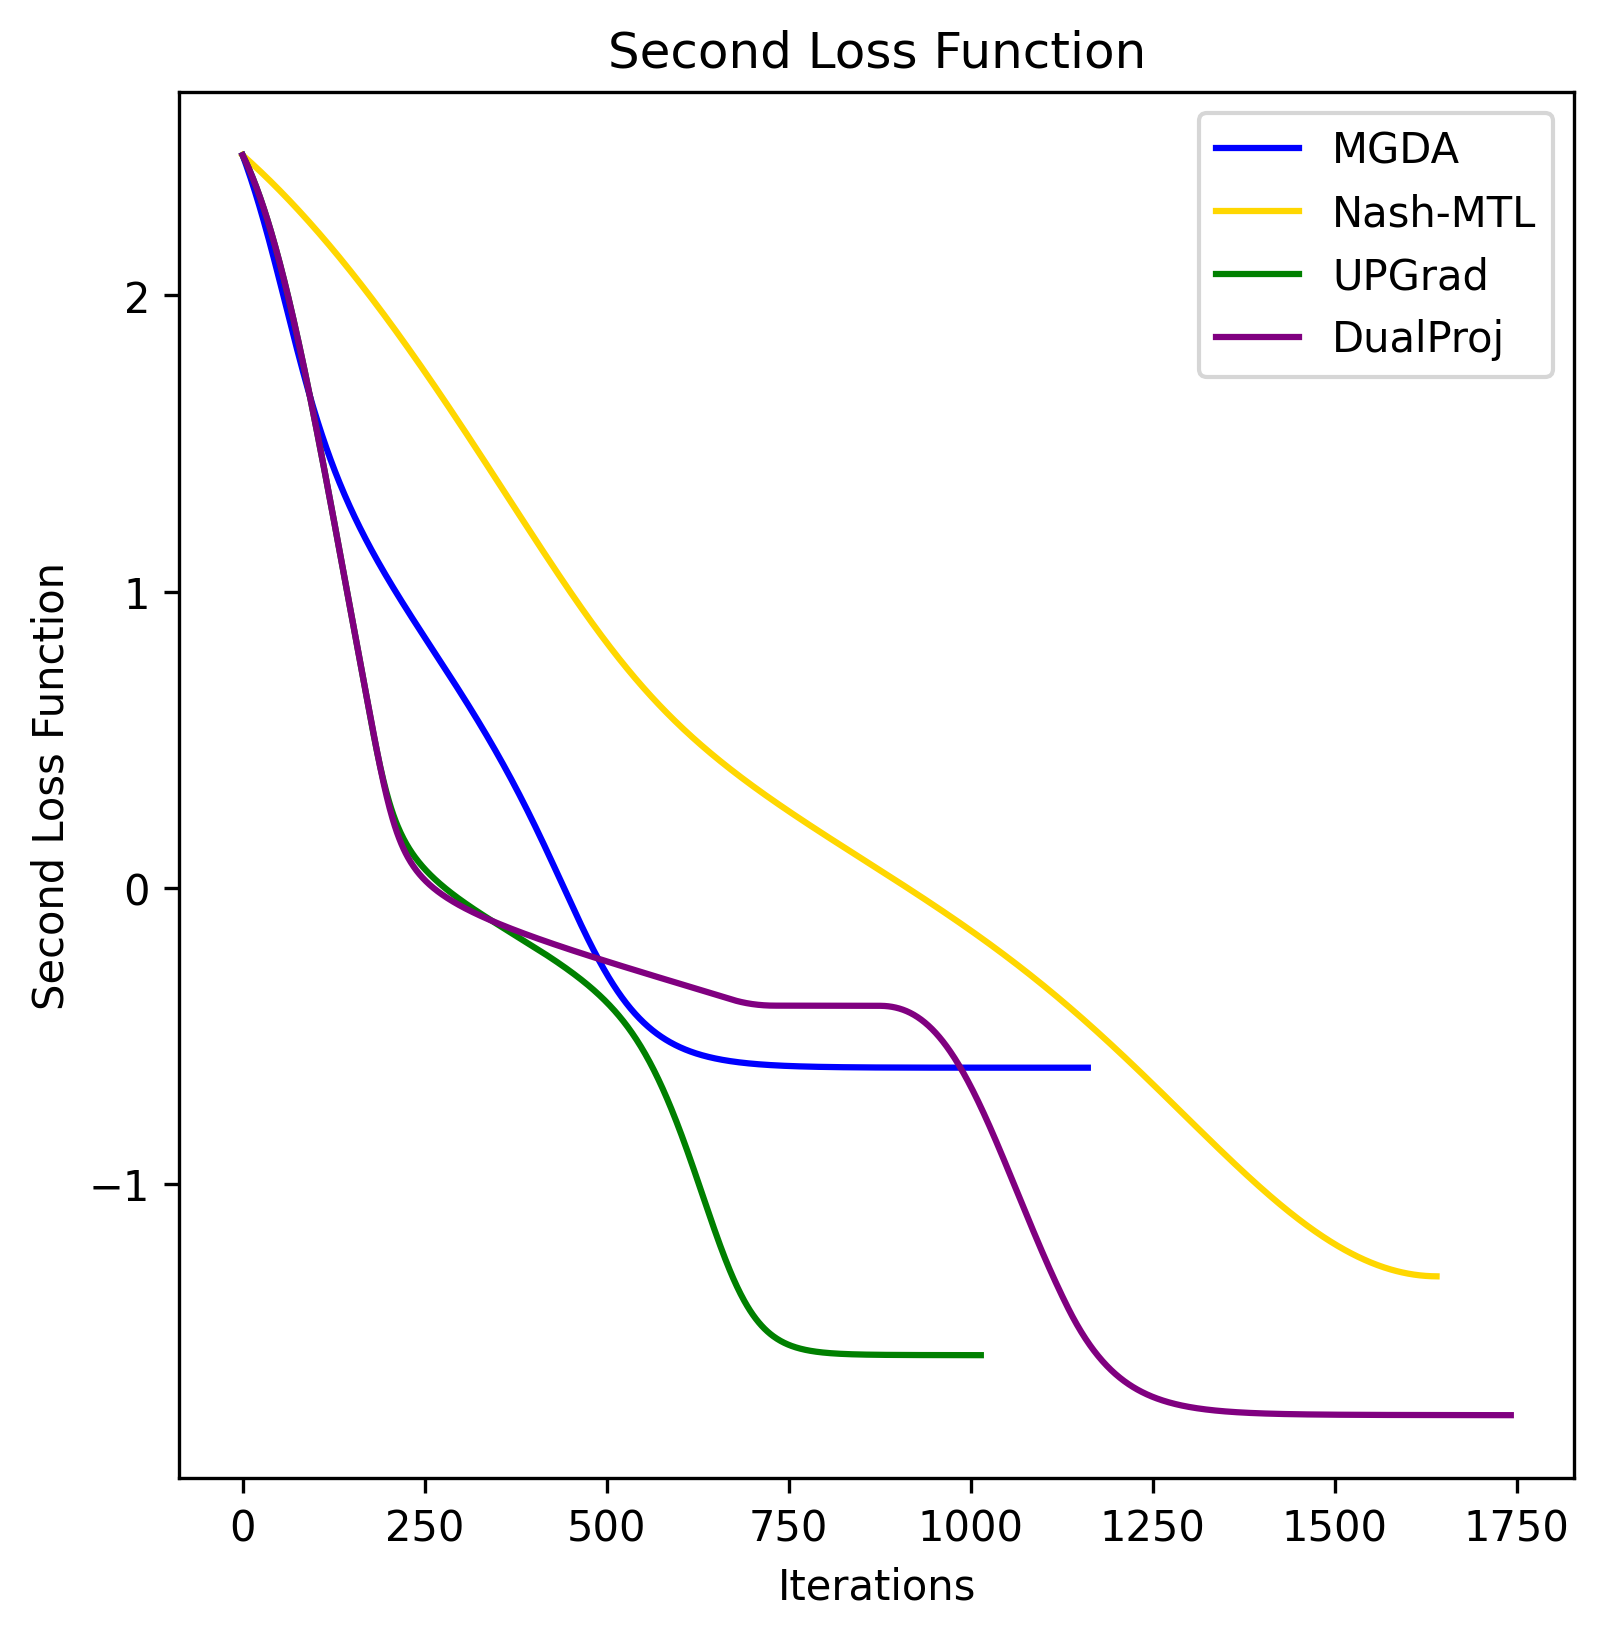 Second Loss Function
MGDA
Nash-MTL
UPGrad
DualProj
Second Loss Function
2
1
0
−1
0 250 500 750 1000 1250 1500 1750
Iterations